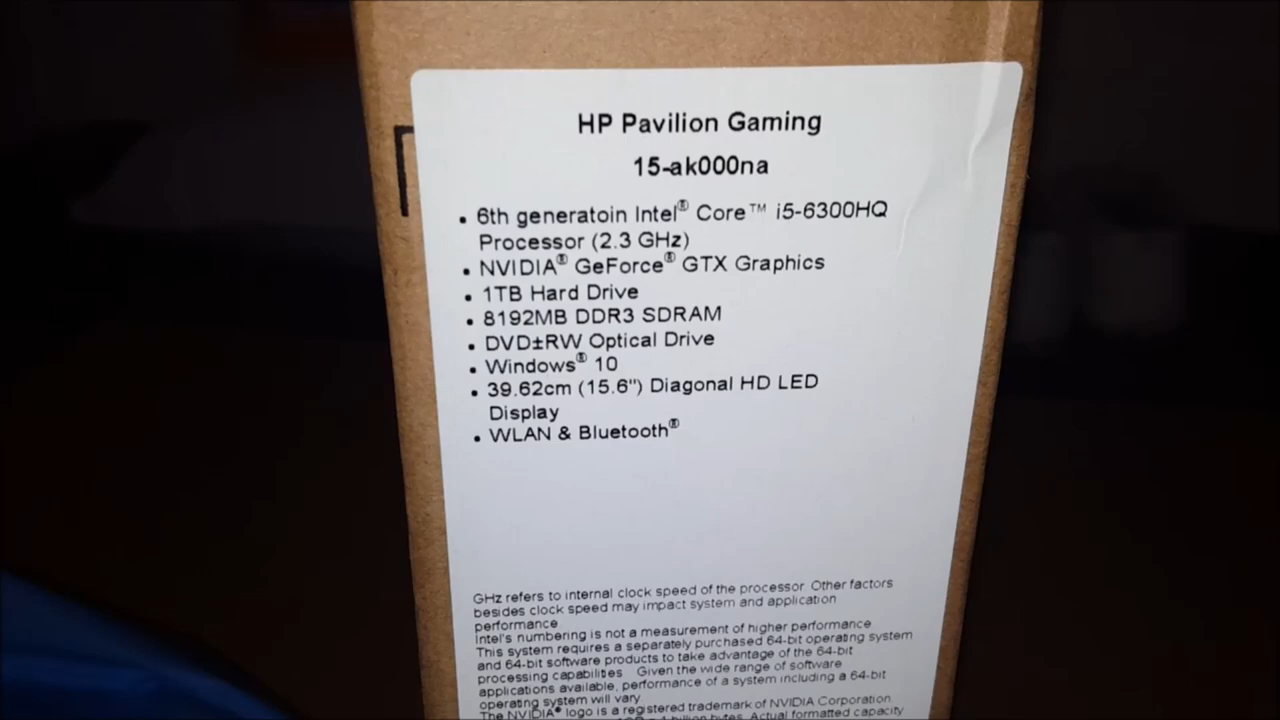 HP Pavilion Gaming
15-ak000na
• 6th generatoin Intel® Core™ i5-6300HQ
Processor (2.3 GHz)
• NVIDIA® GeForce® GTX Graphics
• 1TB Hard Drive
• 8192MB DDR3 SDRAM
• DVD±RW Optical Drive
• Windows® 10
• 39.62cm (15.6") Diagonal HD LED
Display
• WLAN & Bluetooth®
GHz refers to internal clock speed of the processor. Other factors
besides clock speed may impact system and application
performance
Intel's numbering is not a measurement of higher performance
This system requires a separately purchased 64-bit operating system
and 64-bit software products to take advantage of the 64-bit
processing capabilities Given the wide range of software
applications available, performance of a system including a 64-bit
operating system will vary
The NVIDIA® logo is a registered trademark of NVIDIA Corporation
billion bytes. Actual formatted capacity